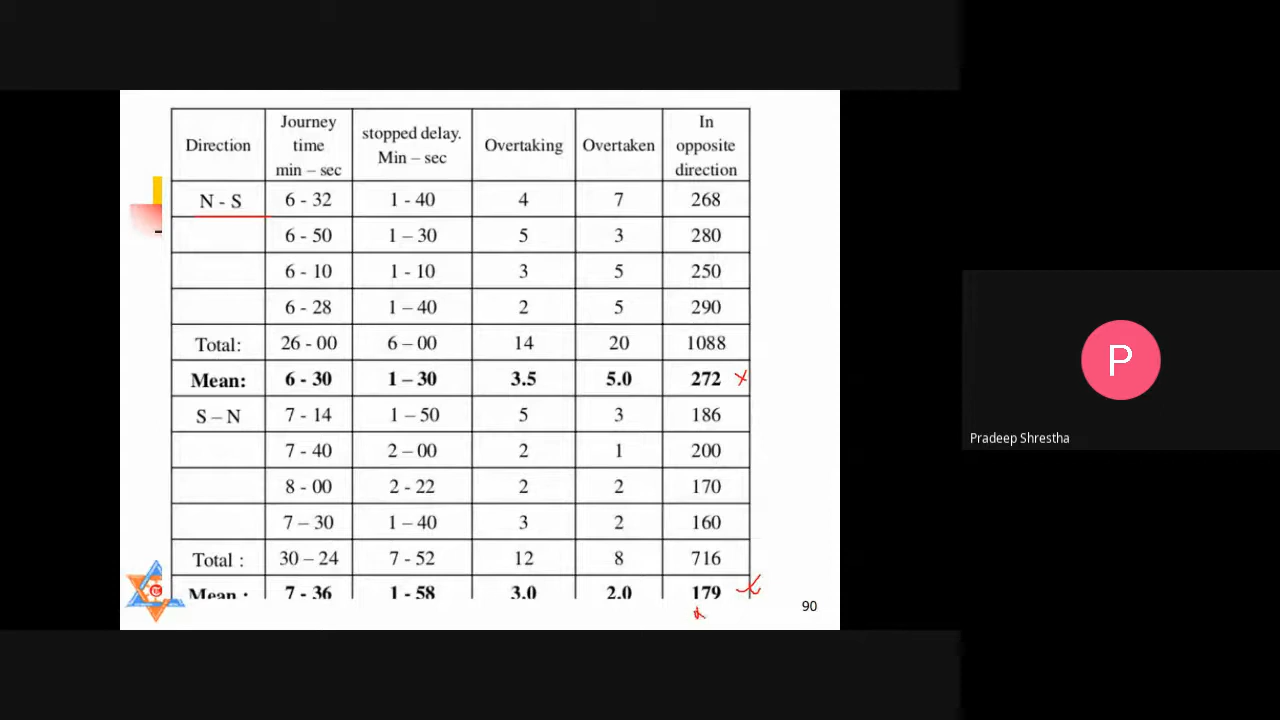 Direction Journey time min – sec stopped delay. Min – sec Overtaking Overtaken In opposite direction
N - S 6 - 32 1 - 40 4 7 268
6 - 50 1 – 30 5 3 280
6 - 10 1 - 10 3 5 250
6 - 28 1 – 40 2 5 290
Total: 26 - 00 6 – 00 14 20 1088
Mean: 6 - 30 1 – 30 3.5 5.0 272
S – N 7 - 14 1 – 50 5 3 186
7 - 40 2 – 00 2 1 200
8 - 00 2 - 22 2 2 170
7 – 30 1 – 40 3 2 160
Total : 30 – 24 7 - 52 12 8 716
Mean : 7 - 36 1 - 58 3.0 2.0 179
90
P
Pradeep Shrestha